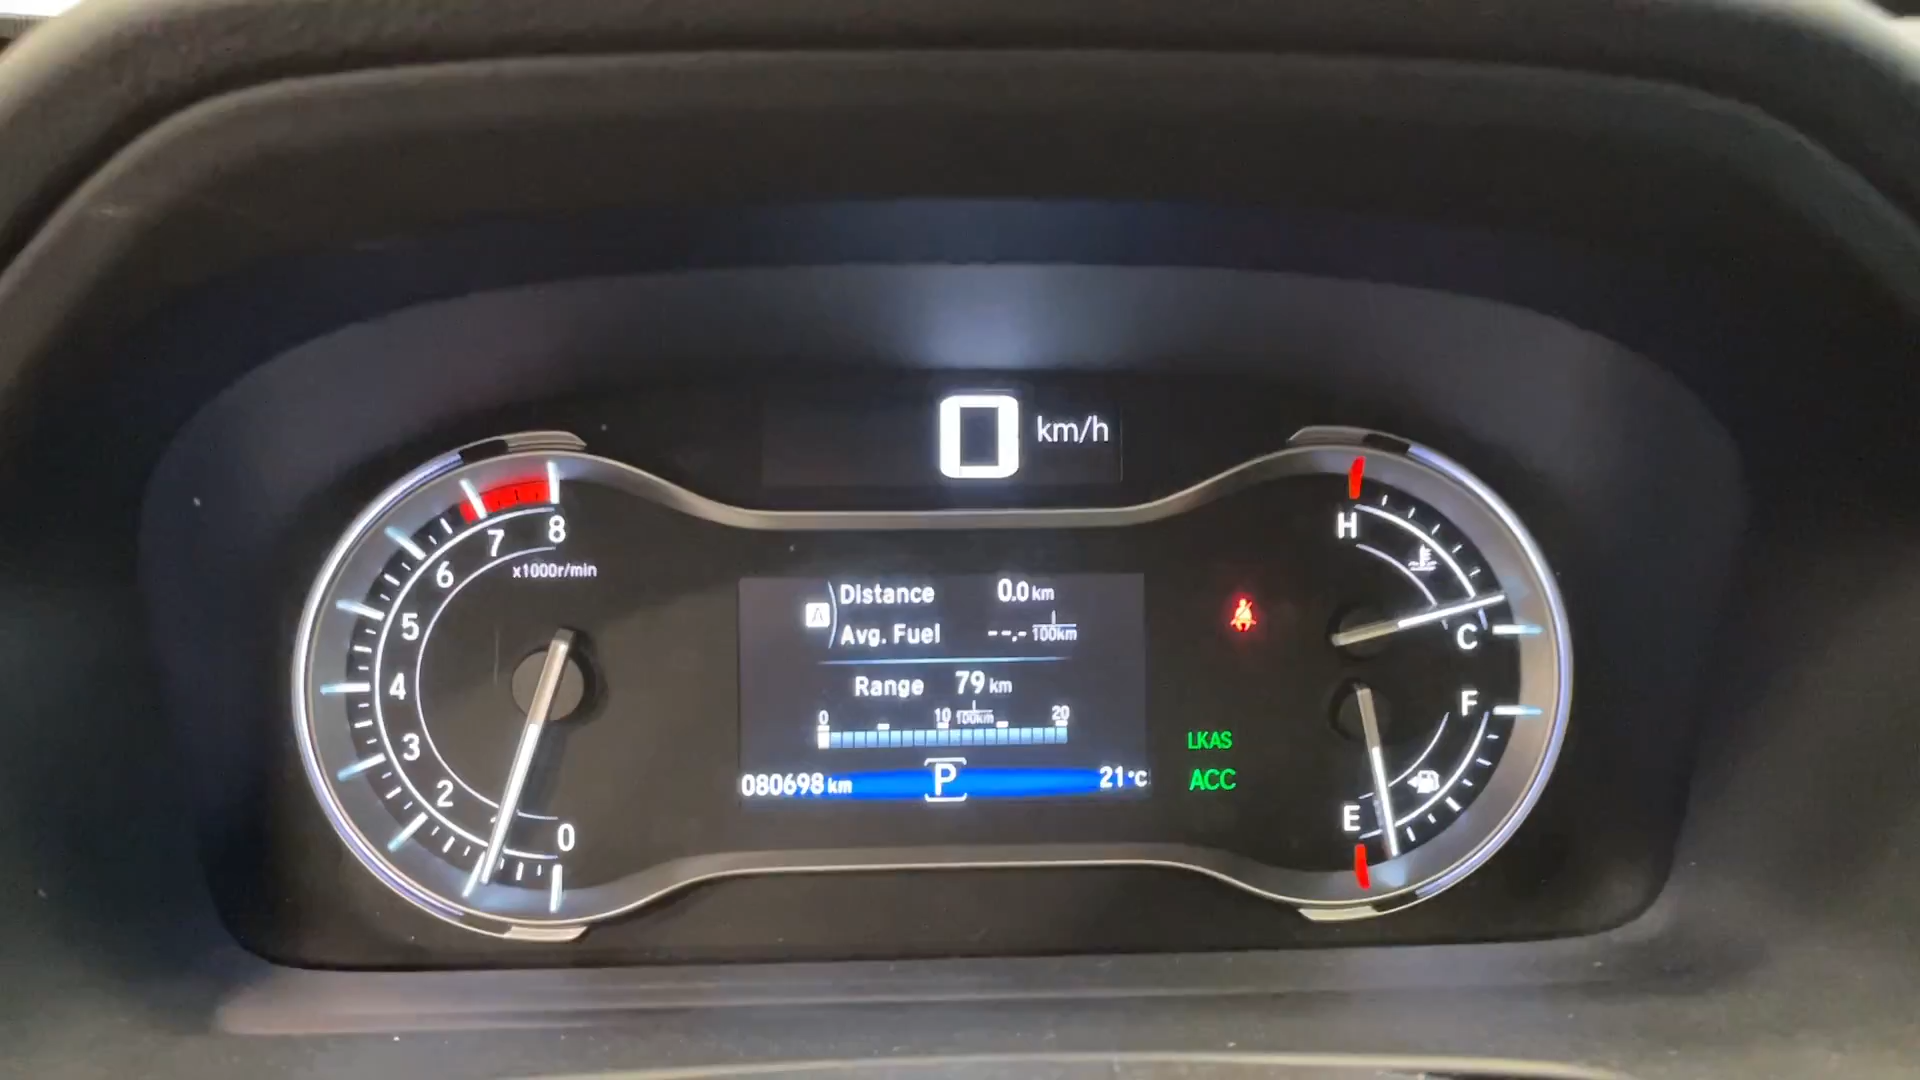 0 km/h
8
7
6
5
4
3
2
0
x1000r/min
A
Distance 0.0 km
Avg. Fuel --.- l/100km
Range 79 km
0 10 l/100km 20
080698 km P 21°C
LKAS
ACC
H
C
F
E